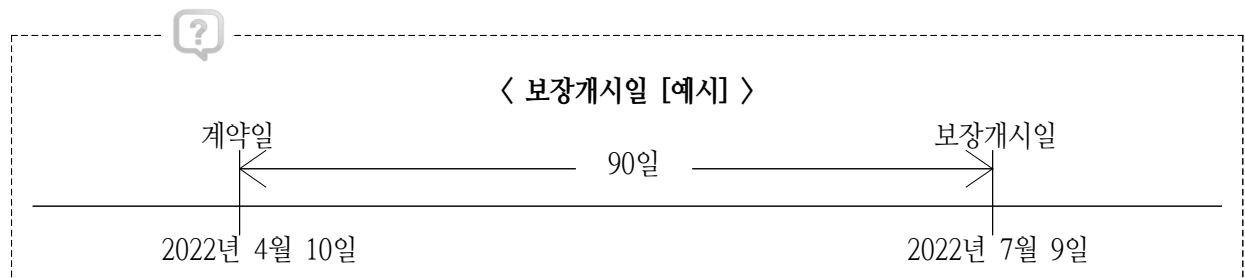 ?
〈 보장개시일 [예시] 〉
계약일 보장개시일
90일
2022년 4월 10일 2022년 7월 9일